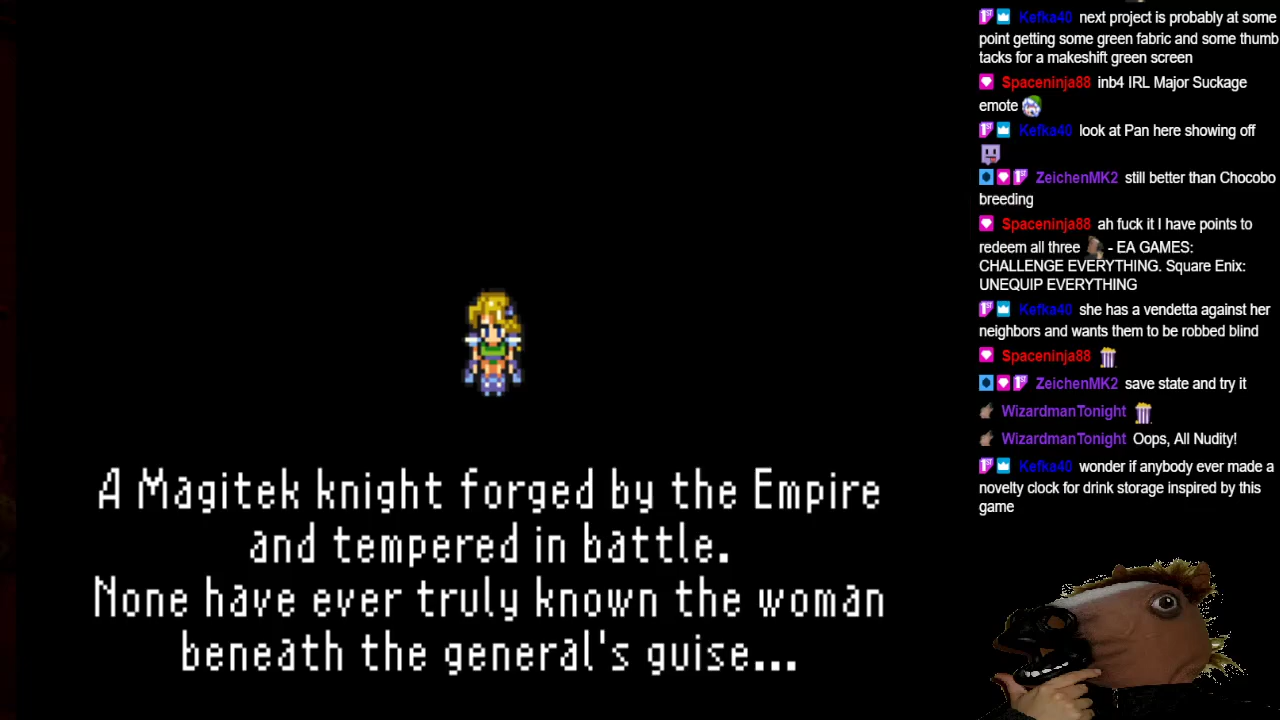 A Magitek knight forged by the Empire
and tempered in battle.
None have ever truly known the woman
beneath the general's guise...
Kefka40 next project is probably at some
point getting some green fabric and some thumb
tacks for a makeshift green screen
Spaceninja88 inb4 IRL Major Suckage
emote
Kefka40 look at Pan here showing off
ZeichenMK2 still better than Chocobo
breeding
Spaceninja88 ah fuck it I have points to
redeem all three - EA GAMES:
CHALLENGE EVERYTHING. Square Enix:
UNEQUIP EVERYTHING
Kefka40 she has a vendetta against her
neighbors and wants them to be robbed blind
Spaceninja88
ZeichenMK2 save state and try it
WizardmanTonight
WizardmanTonight Oops, All Nudity!
Kefka40 wonder if anybody ever made a
novelty clock for drink storage inspired by this
game